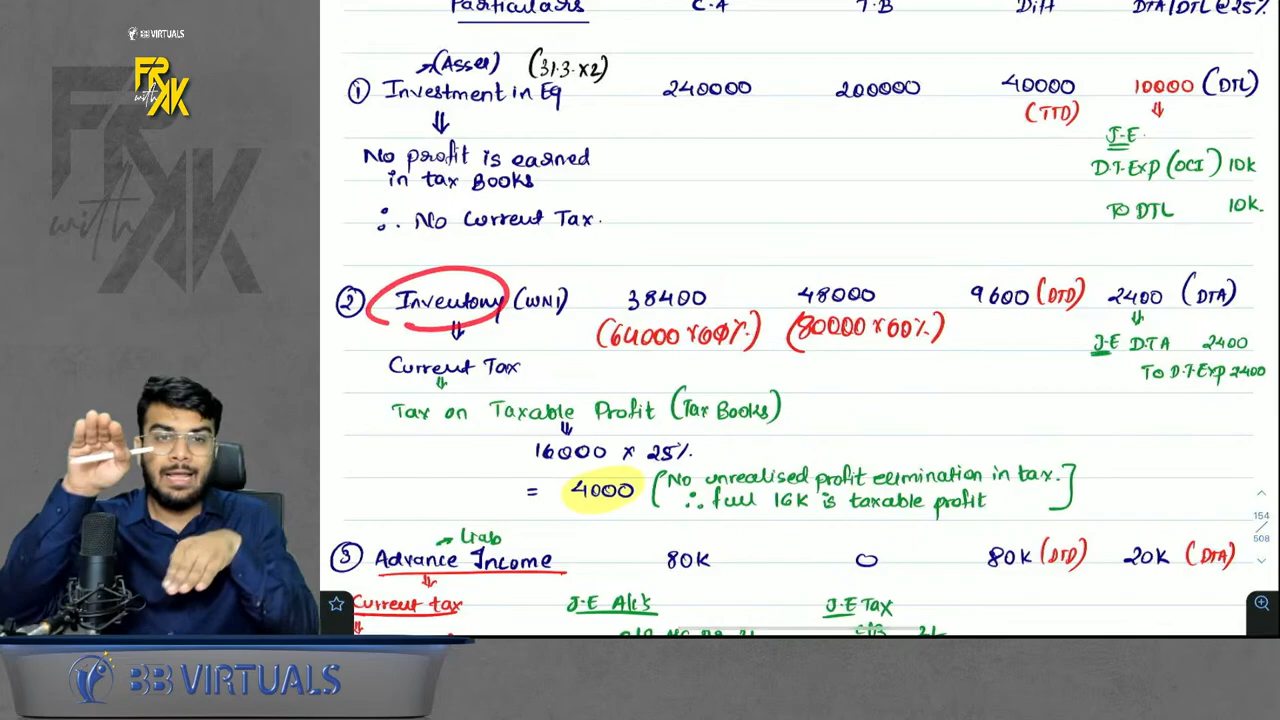 Particulars C.A T.B Diff DTA/DTL@25%
BB VIRTUALS
FR
with
AK
(Asset) (31.3.X2)
① Investment in Eq 240000 200000 40000 10000 (DTL)
(TTD)
J.E.
No profit is earned
in tax Books
D.T.Exp (OCI) 10K
To DTL 10K.
∴ No Current Tax.
② Inventory (WN1) 38400 48000 9600 (DTD) 2400 (DTA)
(64000 x 60%) (80000 x 60%)
J.E D.T.A 2400
To D.T.Exp 2400
Current Tax
Tax on Taxable Profit (Tax Books)
16000 x 25%
= 4000 [No unrealised profit elimination in tax.
∴ full 16K is taxable profit]
Liab
③ Advance Income 80K 0 80K (DTD) 20K (DTA)
Current tax J.E A/cs J.E Tax
154
/
508
BB VIRTUALS